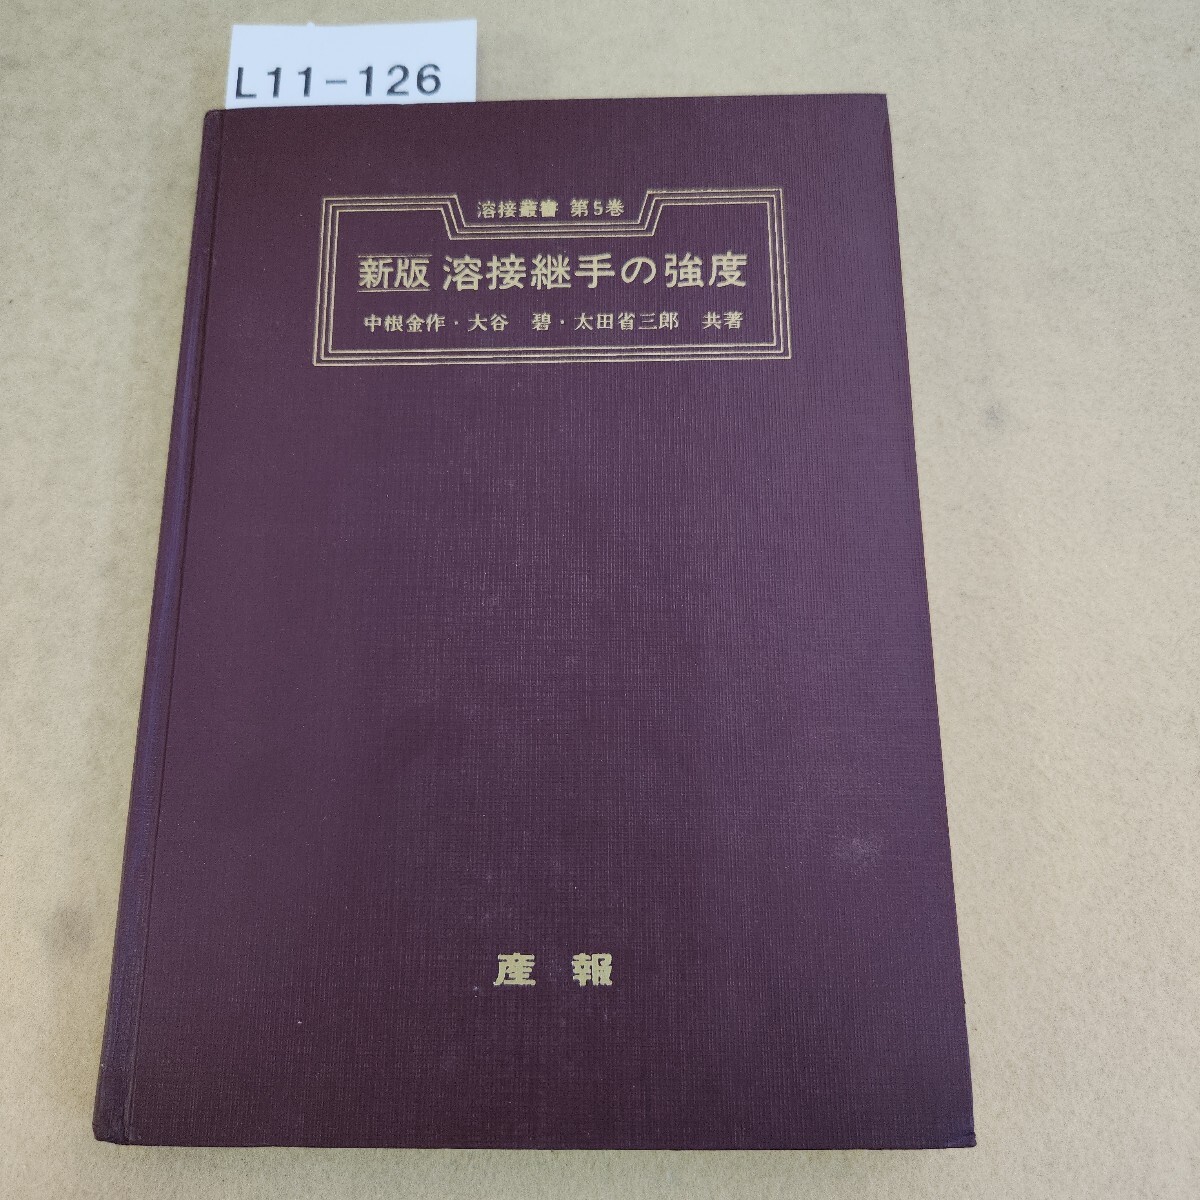 L11-126
溶接叢書 第5巻
新版 溶接継手の強度
中根金作・大谷 碧・太田省三郎 共著
産報